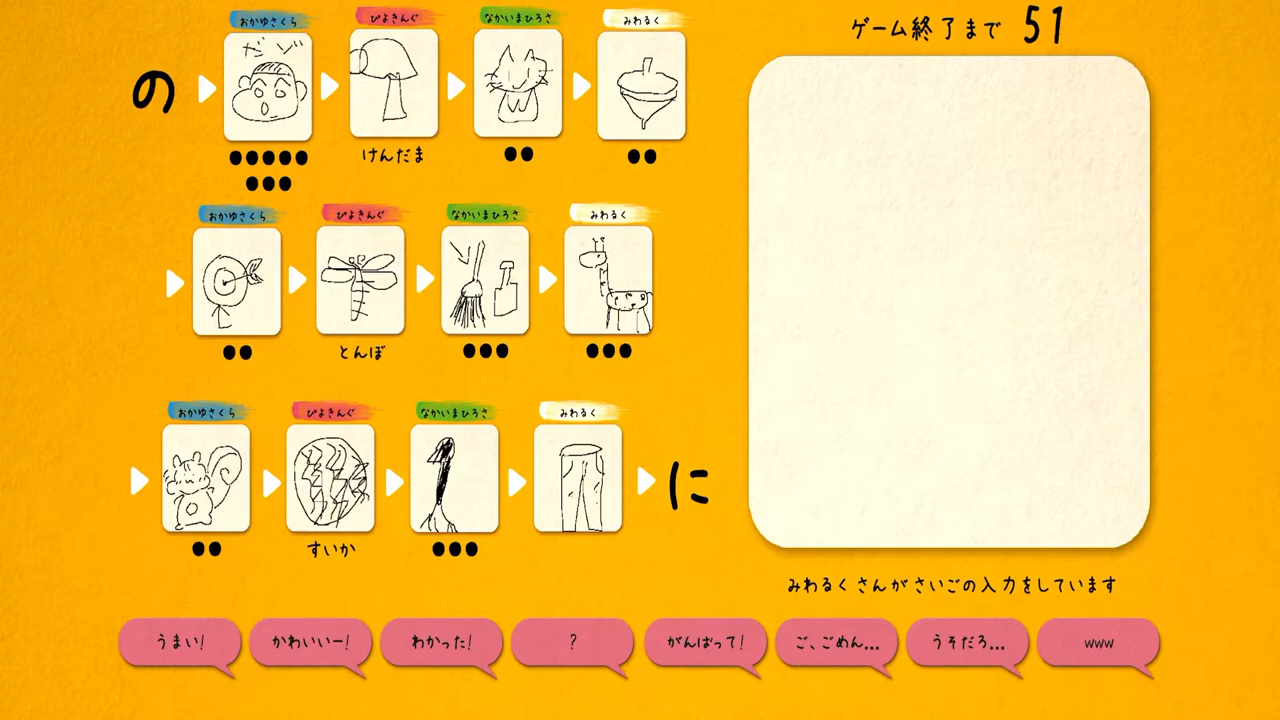 ゲーム終了まで 51
おかゆさくら ぴよきんぐ なかいまひろさ みわるく
の
だゾ
けんだま
おかゆさくら ぴよきんぐ なかいまひろさ みわるく
とんぼ
おかゆさくら ぴよきんぐ なかいまひろさ みわるく
に
すいか
みわるくさんがさいごの入力をしています
うまい! かわいいー! わかった! ? がんばって! ご、ごめん... うそだろ... www